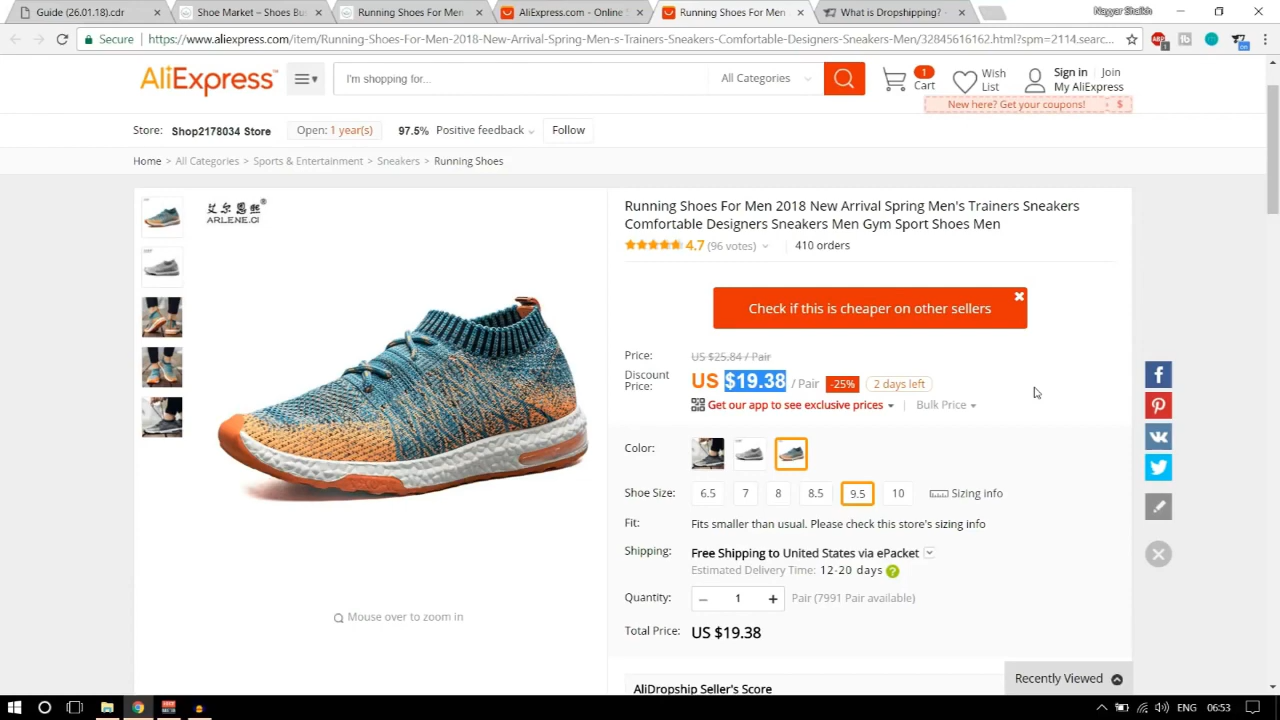 Guide (26.01.18).cdr
Shoe Market – Shoes Bu
Running Shoes For Men
AliExpress.com - Online S
Running Shoes For Men
What is Dropshipping? -
Nayyar Shaikh
Secure
https://www.aliexpress.com/item/Running-Shoes-For-Men-2018-New-Arrival-Spring-Men-s-Trainers-Sneakers-Comfortable-Designers-Sneakers-Men/32845616162.html?spm=2114.searc...
AliExpress™
I'm shopping for...
All Categories
1
Cart
Wish
List
Sign in
Join
My AliExpress
New here? Get your coupons! $
Store: Shop2178034 Store
Open: 1 year(s)
97.5% Positive feedback
Follow
Home > All Categories > Sports & Entertainment > Sneakers > Running Shoes
艾尔恩熙®
ARLENE.CI
Running Shoes For Men 2018 New Arrival Spring Men's Trainers Sneakers
Comfortable Designers Sneakers Men Gym Sport Shoes Men
4.7 (96 votes)
410 orders
Check if this is cheaper on other sellers
Price: US $25.84 / Pair
Discount
Price:
US $19.38 / Pair -25% 2 days left
Get our app to see exclusive prices
Bulk Price
Color:
Shoe Size: 6.5 7 8 8.5 9.5 10 Sizing info
Fit: Fits smaller than usual. Please check this store's sizing info
Shipping: Free Shipping to United States via ePacket
Estimated Delivery Time: 12-20 days ?
Quantity: – 1 + Pair (7991 Pair available)
Mouse over to zoom in
Total Price: US $19.38
AliDropship Seller's Score
Recently Viewed
ENG 06:53